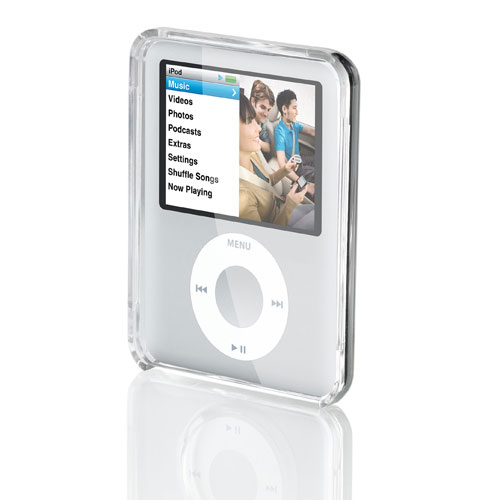 iPod
Music
Videos
Photos
Podcasts
Extras
Settings
Shuffle Songs
Now Playing
MENU